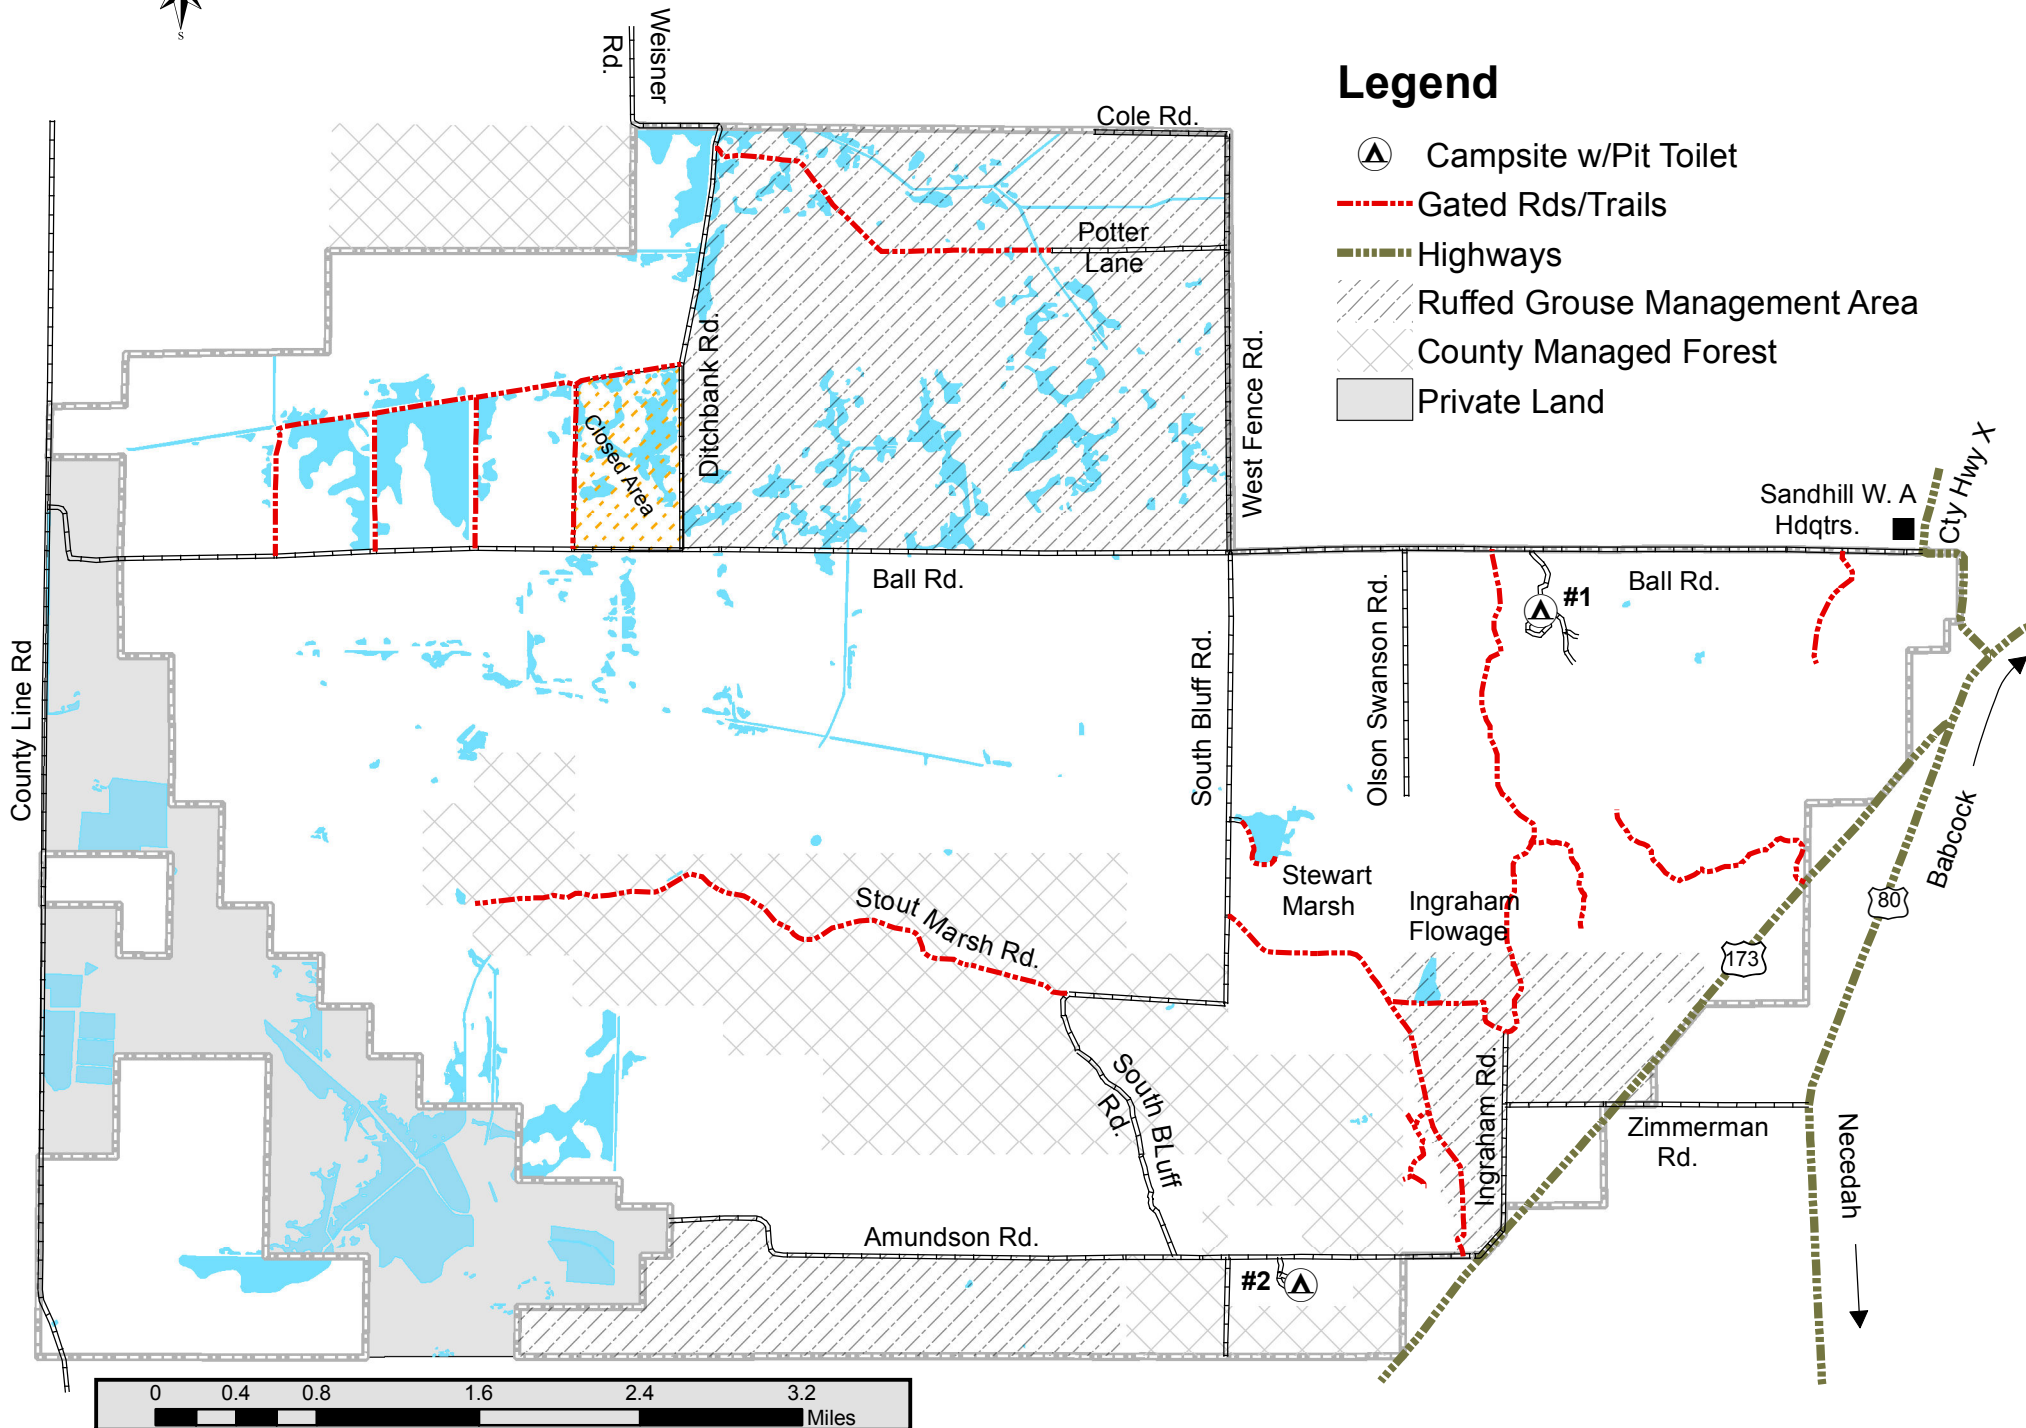 S
Weisner
Rd.
Cole Rd.
Legend
Campsite w/Pit Toilet
Gated Rds/Trails
Highways
Ruffed Grouse Management Area
County Managed Forest
Private Land
Potter
Lane
Ditchbank Rd.
West Fence Rd.
Closed Area
Sandhill W. A
Hdqtrs.
Cty Hwy X
Ball Rd.
Ball Rd.
#1
County Line Rd
South Bluff Rd.
Olson Swanson Rd.
Stewart
Marsh
Ingraham
Flowage
Stout Marsh Rd.
Babcock
80
173
South BLuff
Rd.
Ingraham Rd.
Zimmerman
Rd.
Necedah
Amundson Rd.
#2
0 0.4 0.8 1.6 2.4 3.2
Miles